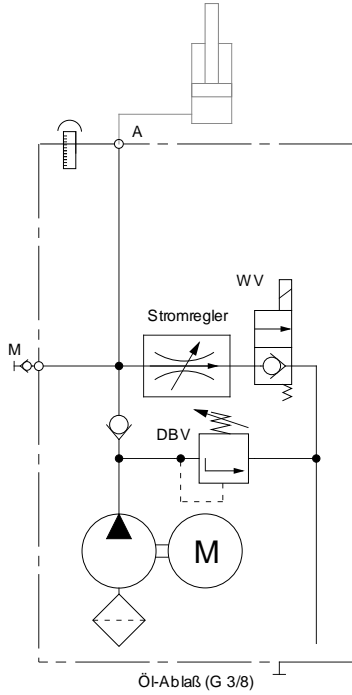 A
WV
Stromregler
M
DBV
M
Öl-Ablaß (G 3/8)